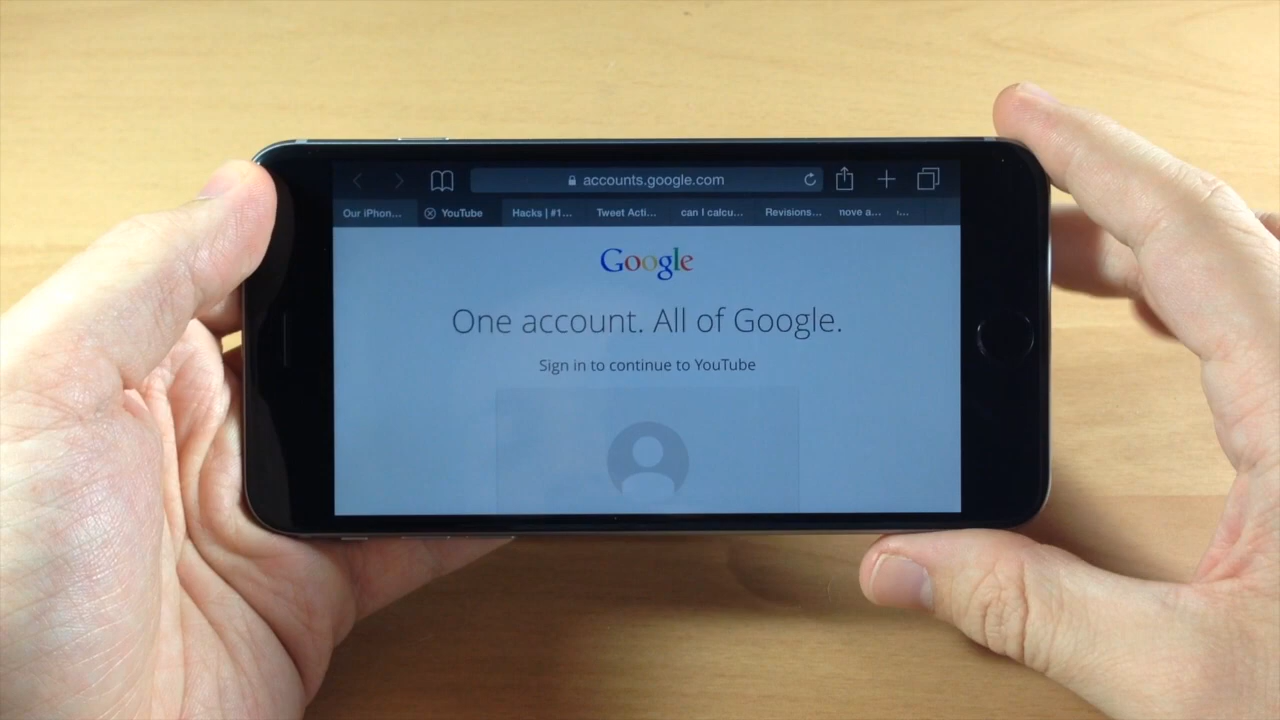 accounts.google.com
Our iPhon... YouTube Hacks | #1... Tweet Acti... can I calcu... Revisions... nove a...
Google
One account. All of Google.
Sign in to continue to YouTube